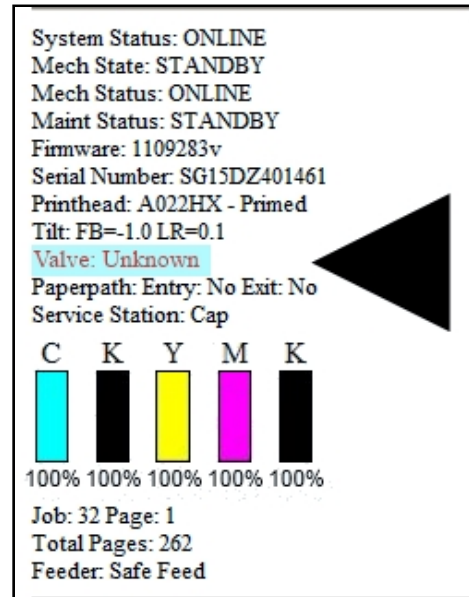 System Status: ONLINE
Mech State: STANDBY
Mech Status: ONLINE
Maint Status: STANDBY
Firmware: 1109283v
Serial Number: SG15DZ401461
Printhead: A022HX - Primed
Tilt: FB=-1.0 LR=0.1
Valve: Unknown
Paperpath: Entry: No Exit: No
Service Station: Cap
C K Y M K
100% 100% 100% 100% 100%
Job: 32 Page: 1
Total Pages: 262
Feeder: Safe Feed